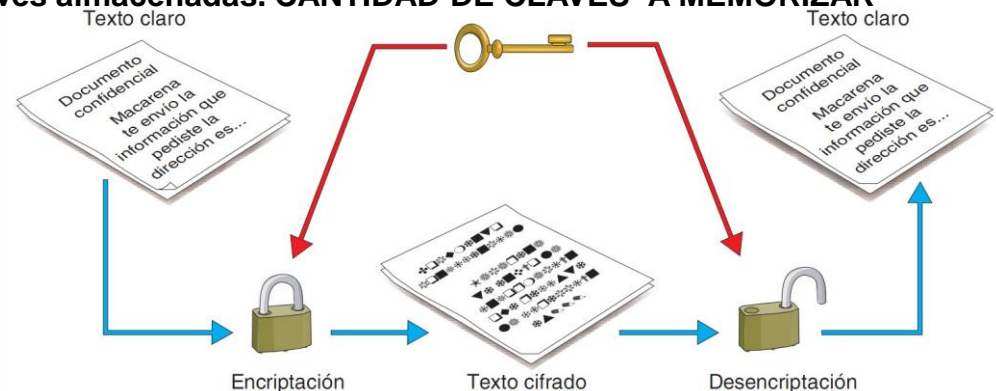 ves almacenadas. CANTIDAD DE CLAVES A MEMORIZAR
Texto claro
Texto claro
Documento
confidencial
Macarena
te envío la
información que
pediste la
dirección es...
Documento
confidencial
Macarena
te envío la
información que
pediste la
dirección es...
Encriptación
Texto cifrado
Desencriptación